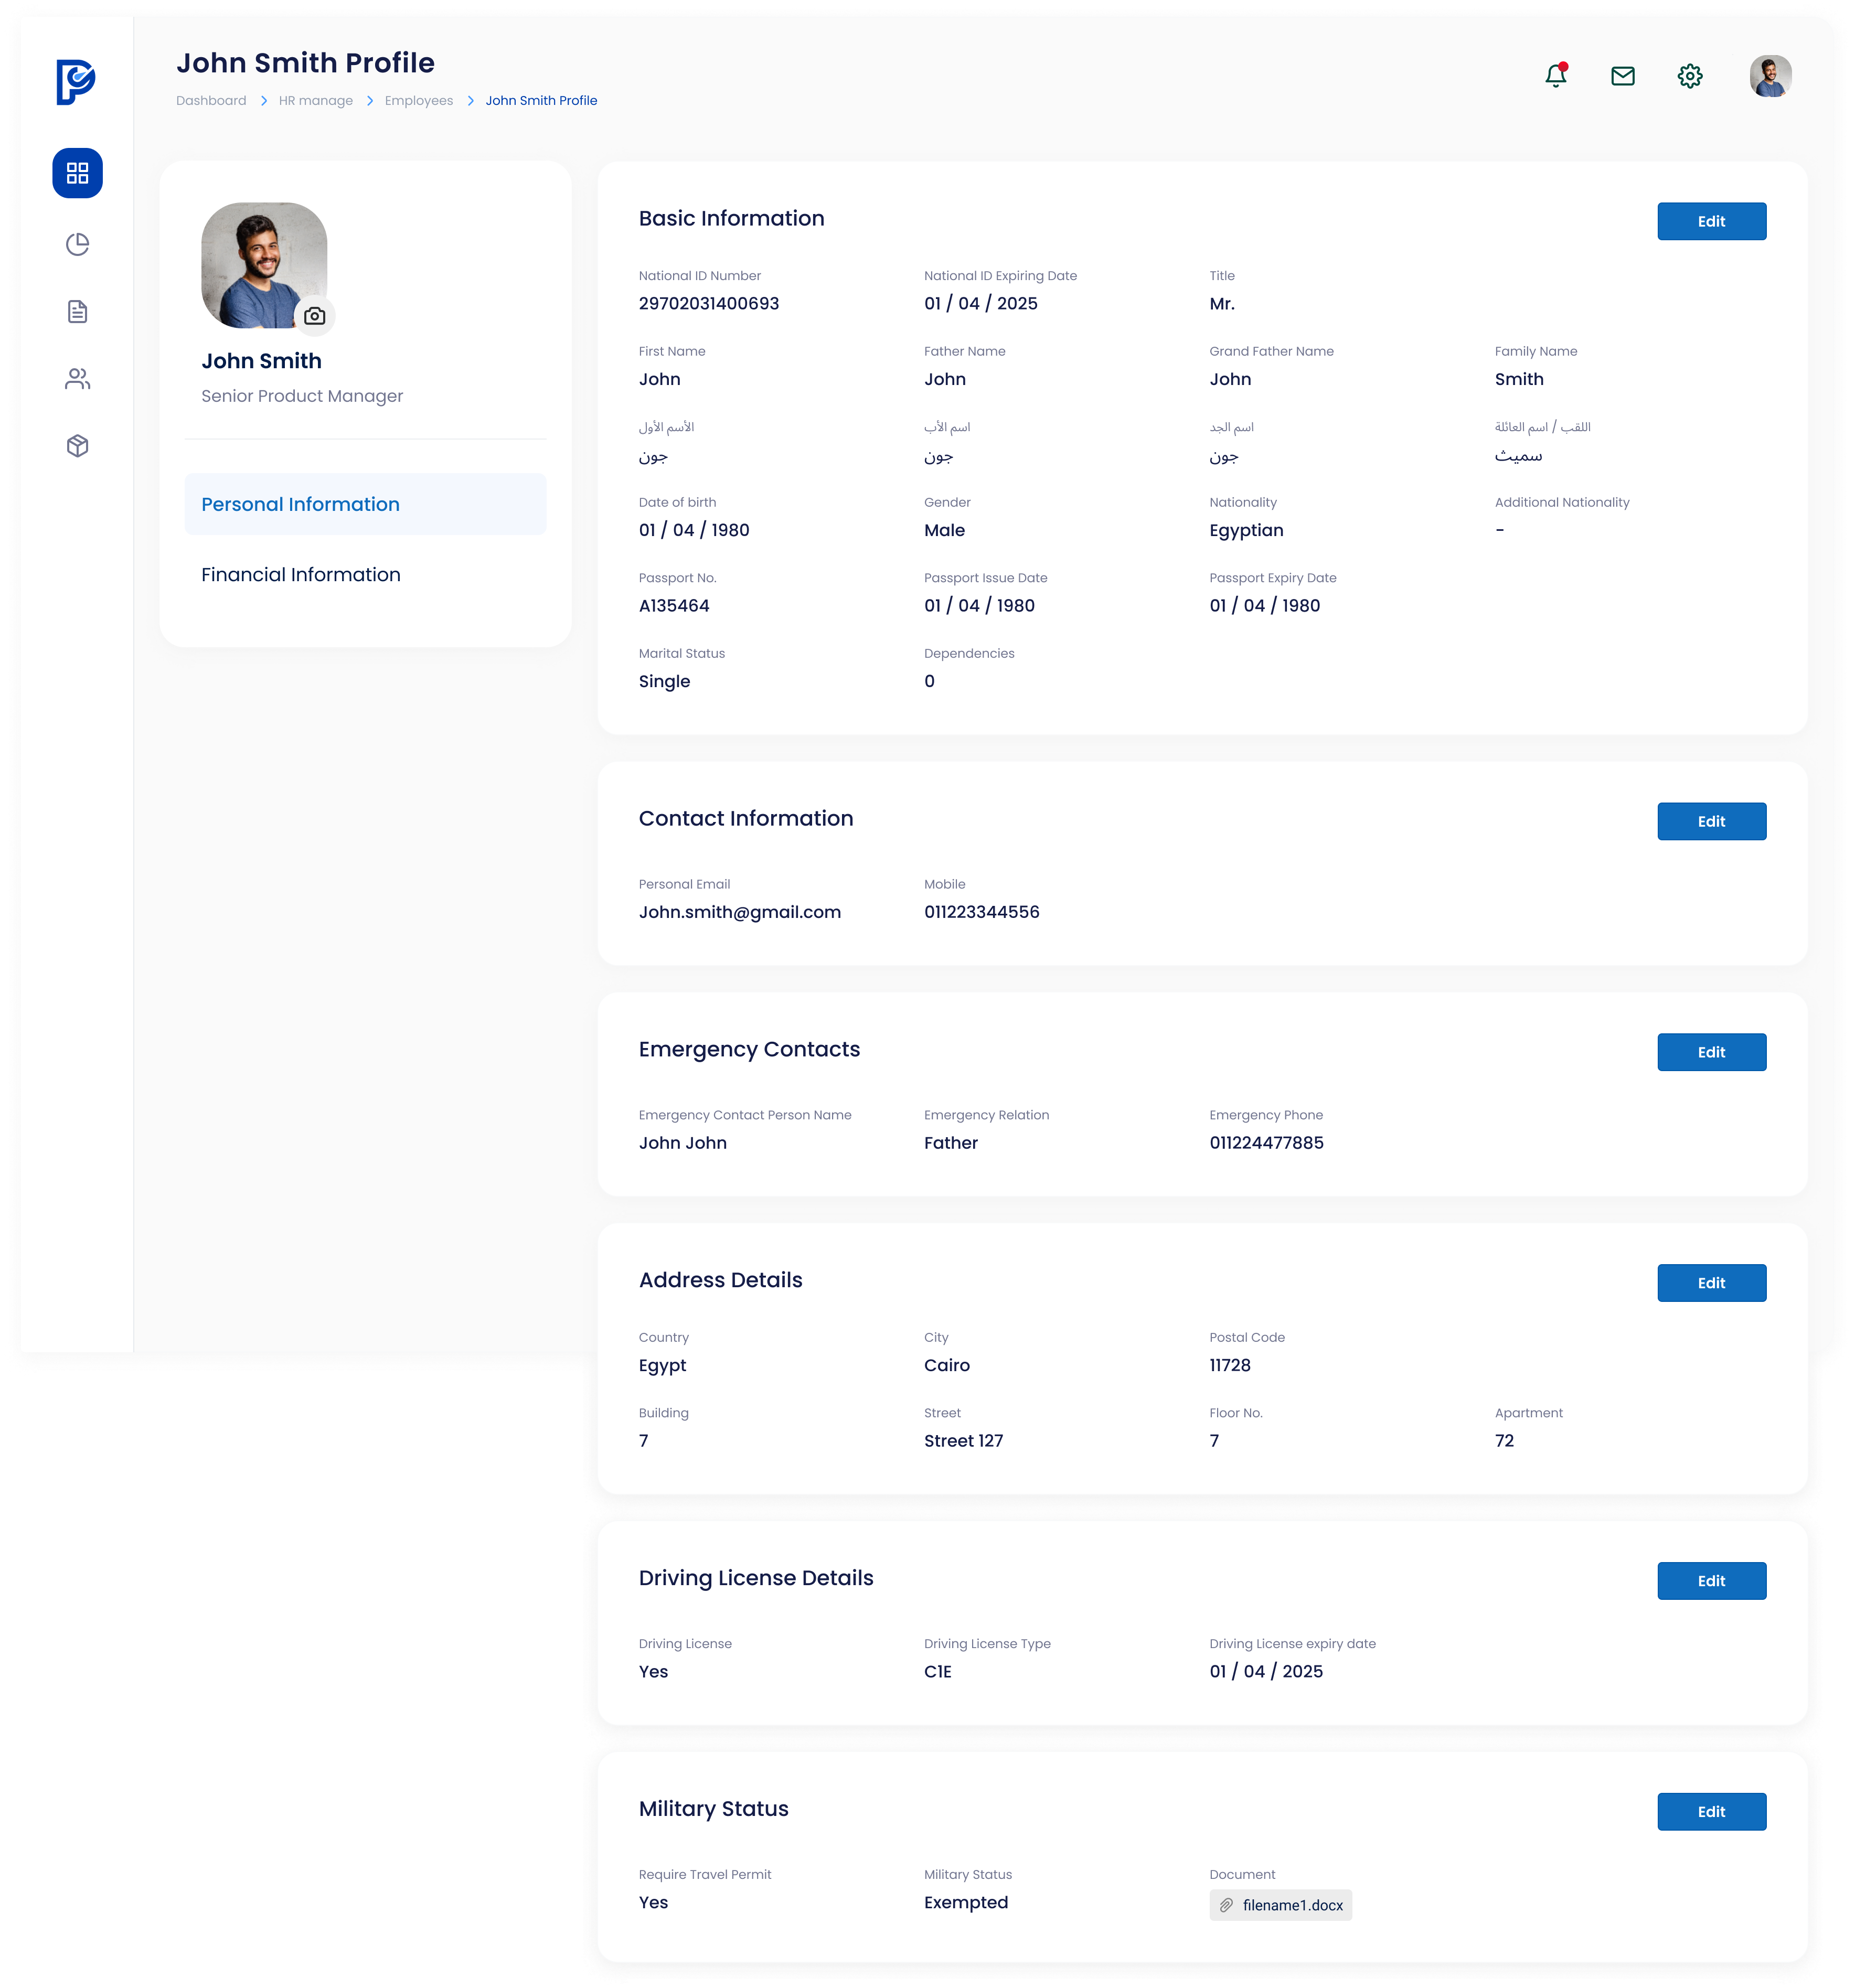 John Smith Profile
Dashboard HR manage Employees John Smith Profile
John Smith
Senior Product Manager
Personal Information
Financial Information
Basic Information
Edit
National ID Number National ID Expiring Date Title
29702031400693 01 / 04 / 2025 Mr.
First Name Father Name Grand Father Name Family Name
John John John Smith
الأسم الأول اسم الأب اسم الجد اللقب / اسم العائلة
جون جون جون سميث
Date of birth Gender Nationality Additional Nationality
01 / 04 / 1980 Male Egyptian -
Passport No. Passport Issue Date Passport Expiry Date
A135464 01 / 04 / 1980 01 / 04 / 1980
Marital Status Dependencies
Single 0
Contact Information
Edit
Personal Email Mobile
John.smith@gmail.com 011223344556
Emergency Contacts
Edit
Emergency Contact Person Name Emergency Relation Emergency Phone
John John Father 011224477885
Address Details
Edit
Country City Postal Code
Egypt Cairo 11728
Building Street Floor No. Apartment
7 Street 127 7 72
Driving License Details
Edit
Driving License Driving License Type Driving License expiry date
Yes C1E 01 / 04 / 2025
Military Status
Edit
Require Travel Permit Military Status Document
Yes Exempted filename1.docx